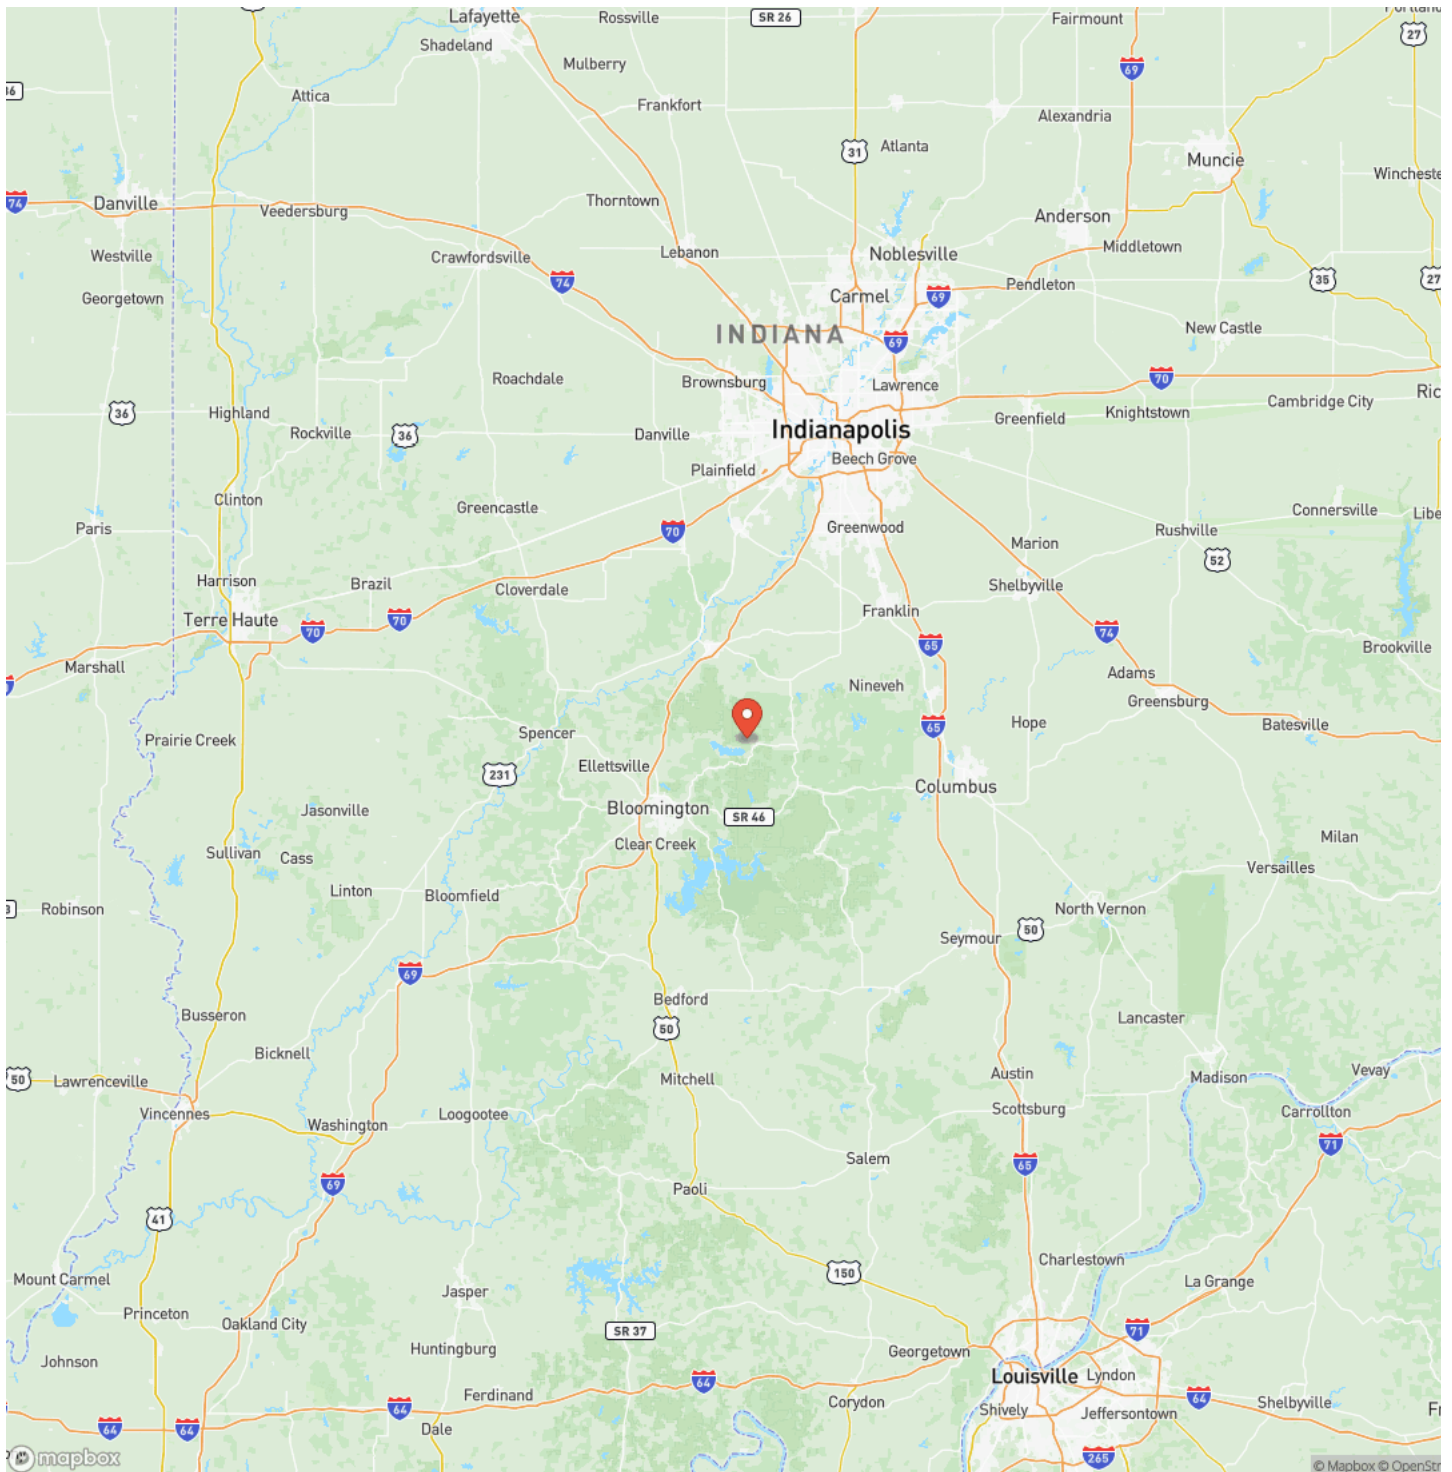 Lafayette
Rossville
SR 26
Fairmount
27
Shadeland
Mulberry
69
Attica
Frankfort
Alexandria
31
Atlanta
Muncie
74
Danville
Veedersburg
Thorntown
Anderson
Westville
Crawfordsville
Lebanon
Noblesville
Middletown
74
Georgetown
Carmel
69
Pendleton
35
27
INDIANA
69
New Castle
Roachdale
Brownsburg
Lawrence
70
36
Highland
Greenfield
Knightstown
Cambridge City
Rockville
36
Danville
Indianapolis
Plainfield
Beech Grove
Clinton
Greencastle
Connersville
Paris
70
Greenwood
Marion
Rushville
52
Harrison
Brazil
Cloverdale
Shelbyville
Terre Haute
70
70
Franklin
65
74
Marshall
Brookville
Nineveh
Adams
Greensburg
Prairie Creek
Spencer
65
Hope
Batesville
231
Ellettsville
Columbus
Jasonville
Bloomington
SR 46
Milan
Sullivan
Cass
Clear Creek
Versailles
Linton
Bloomfield
Robinson
North Vernon
Seymour
50
69
Bedford
Busseron
50
Lancaster
Bicknell
50
Lawrenceville
Mitchell
Austin
Madison
Vevay
Vincennes
Washington
Loogootee
Scottsburg
Carrollton
71
Salem
65
69
Paoli
41
Charlestown
Mount Carmel
150
La Grange
Jasper
Princeton
Oakland City
SR 37
71
Johnson
Huntingburg
Georgetown
Louisville
Lyndon
64
Ferdinand
Corydon
Shively
Jeffersontown
64
Shelbyville
64
64
64
Dale
265
mapbox
© Mapbox © OpenStr